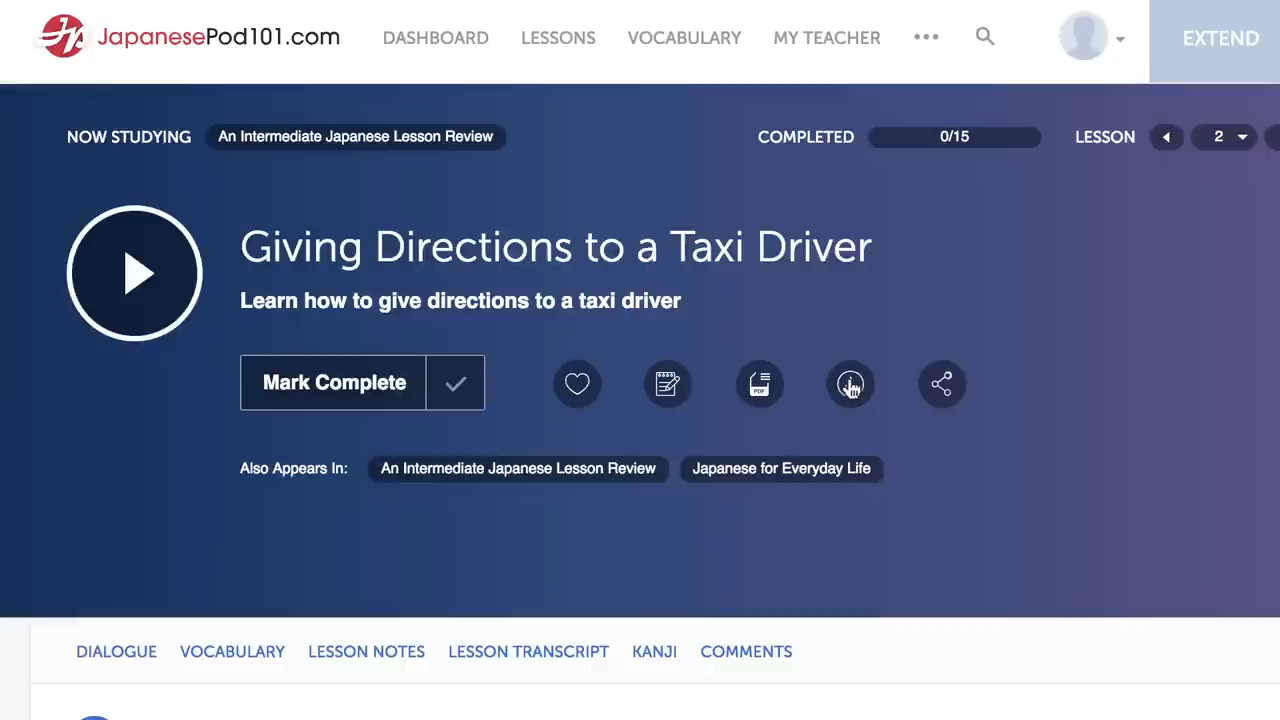 JapanesePod101.com
DASHBOARD LESSONS VOCABULARY MY TEACHER ••• EXTEND
NOW STUDYING An Intermediate Japanese Lesson Review COMPLETED 0/15 LESSON 2
Giving Directions to a Taxi Driver
Learn how to give directions to a taxi driver
Mark Complete
PDF
Also Appears In: An Intermediate Japanese Lesson Review Japanese for Everyday Life
DIALOGUE VOCABULARY LESSON NOTES LESSON TRANSCRIPT KANJI COMMENTS